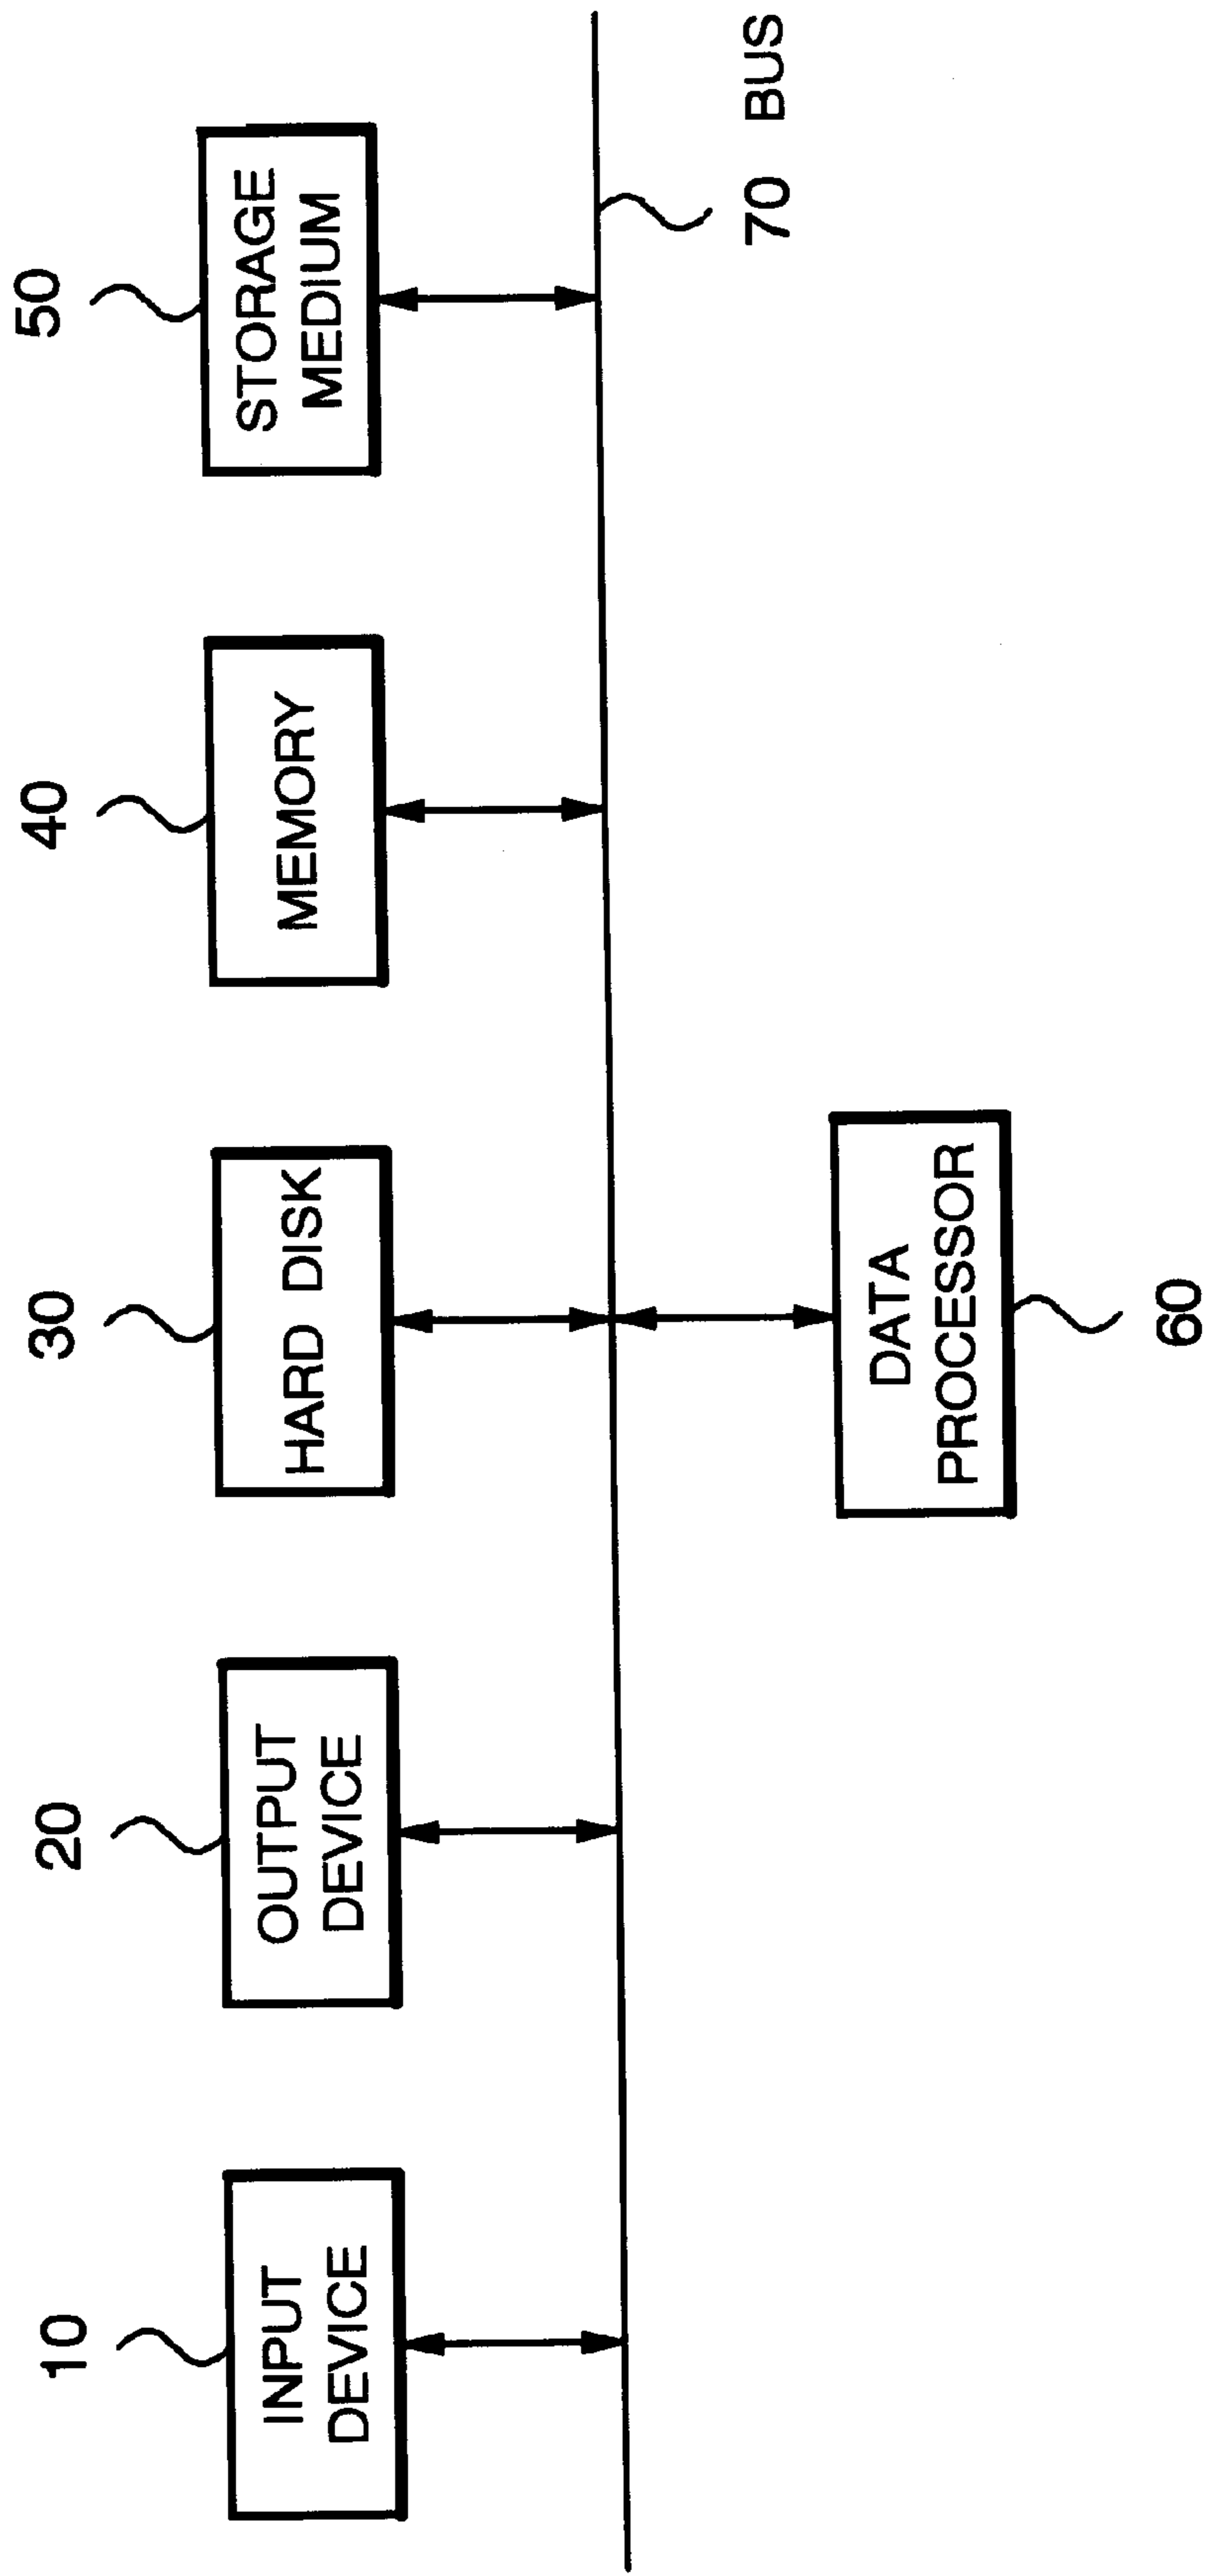 10
20
30
40
50
INPUT
DEVICE
OUTPUT
DEVICE
HARD DISK
MEMORY
STORAGE
MEDIUM
70 BUS
DATA
PROCESSOR
60